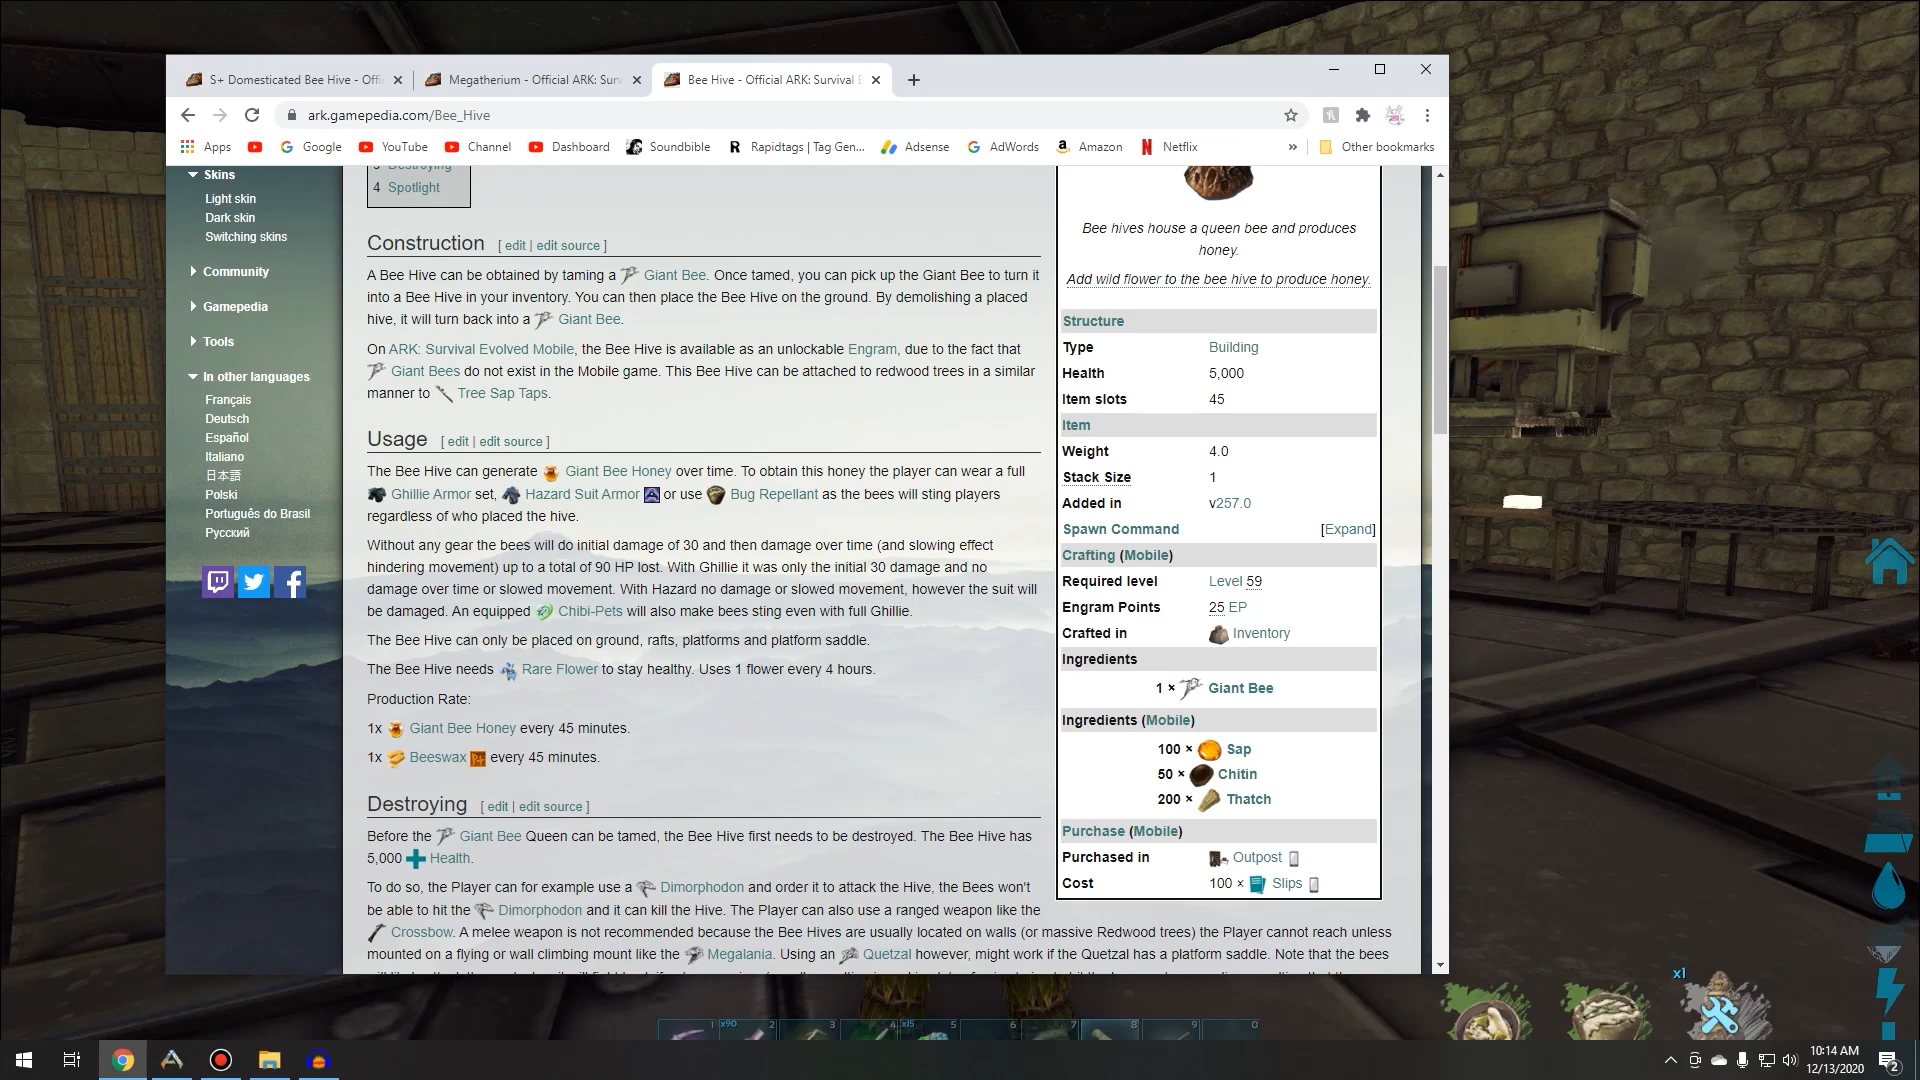 S+ Domesticated Bee Hive - Offi
Megatherium - Official ARK: Surv
Bee Hive - Official ARK: Survival E
ark.gamepedia.com/Bee_Hive
Apps
Google
YouTube
Channel
Dashboard
Soundbible
R Rapidtags | Tag Gen...
Adsense
AdWords
Amazon
Netflix
»
Other bookmarks
Skins
Light skin
Dark skin
Switching skins
Community
Gamepedia
Tools
In other languages
Français
Deutsch
Español
Italiano
日本語
Polski
Português do Brasil
Русский
3 Destroying
4 Spotlight
Construction [ edit | edit source ]
A Bee Hive can be obtained by taming a Giant Bee. Once tamed, you can pick up the Giant Bee to turn it
into a Bee Hive in your inventory. You can then place the Bee Hive on the ground. By demolishing a placed
hive, it will turn back into a Giant Bee.
On ARK: Survival Evolved Mobile, the Bee Hive is available as an unlockable Engram, due to the fact that
Giant Bees do not exist in the Mobile game. This Bee Hive can be attached to redwood trees in a similar
manner to Tree Sap Taps.
Usage [ edit | edit source ]
The Bee Hive can generate Giant Bee Honey over time. To obtain this honey the player can wear a full
Ghillie Armor set, Hazard Suit Armor or use Bug Repellant as the bees will sting players
regardless of who placed the hive.
Without any gear the bees will do initial damage of 30 and then damage over time (and slowing effect
hindering movement) up to a total of 90 HP lost. With Ghillie it was only the initial 30 damage and no
damage over time or slowed movement. With Hazard no damage or slowed movement, however the suit will
be damaged. An equipped Chibi-Pets will also make bees sting even with full Ghillie.
The Bee Hive can only be placed on ground, rafts, platforms and platform saddle.
The Bee Hive needs Rare Flower to stay healthy. Uses 1 flower every 4 hours.
Production Rate:
1x Giant Bee Honey every 45 minutes.
1x Beeswax every 45 minutes.
Destroying [ edit | edit source ]
Before the Giant Bee Queen can be tamed, the Bee Hive first needs to be destroyed. The Bee Hive has
5,000 Health.
To do so, the Player can for example use a Dimorphodon and order it to attack the Hive, the Bees won't
be able to hit the Dimorphodon and it can kill the Hive. The Player can also use a ranged weapon like the
Crossbow. A melee weapon is not recommended because the Bee Hives are usually located on walls (or massive Redwood trees) the Player cannot reach unless
mounted on a flying or wall climbing mount like the Megalania. Using an Quetzal however, might work if the Quetzal has a platform saddle. Note that the bees
Bee hives house a queen bee and produces
honey.
Add wild flower to the bee hive to produce honey.
Structure
Type Building
Health 5,000
Item slots 45
Item
Weight 4.0
Stack Size 1
Added in v257.0
Spawn Command [Expand]
Crafting (Mobile)
Required level Level 59
Engram Points 25 EP
Crafted in Inventory
Ingredients
1 × Giant Bee
Ingredients (Mobile)
100 × Sap
50 × Chitin
200 × Thatch
Purchase (Mobile)
Purchased in Outpost
Cost 100 × Slips
x1
1 x90 2 3 4 x15 5 6 7 8 9 0
10:14 AM
12/13/2020
2